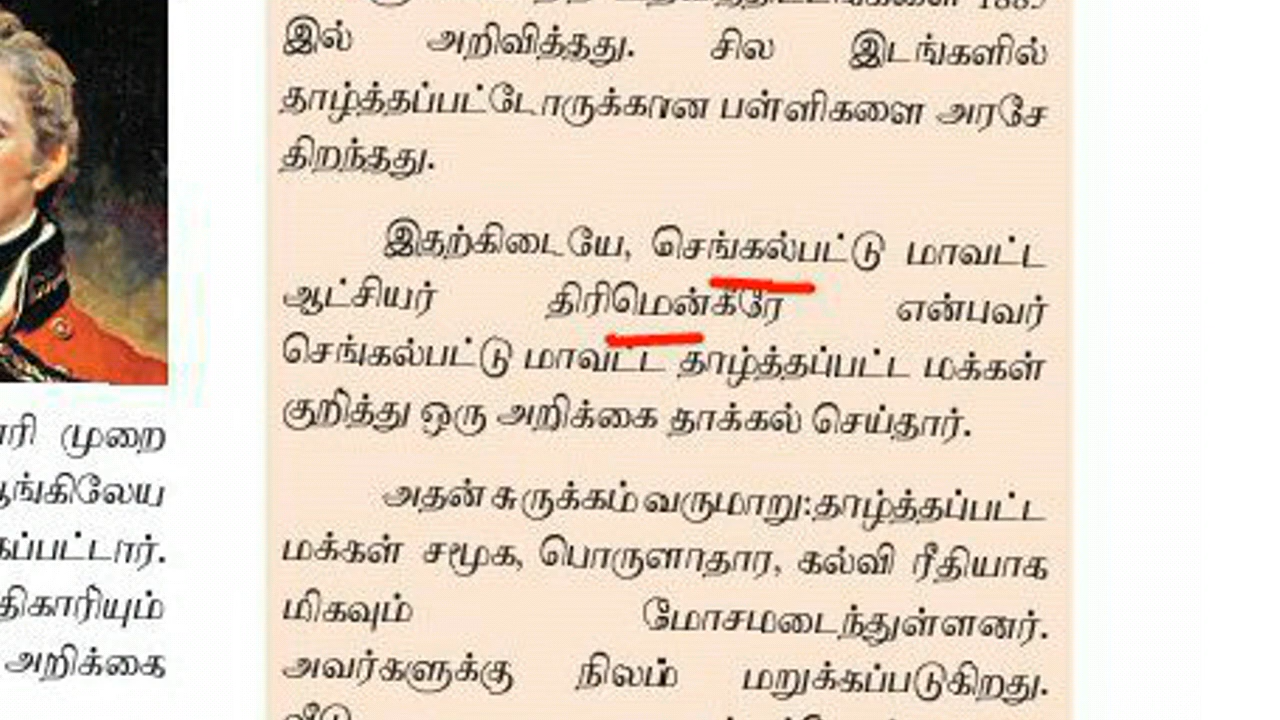 இல் அறிவித்தது. சில இடங்களில்
தாழ்த்தப்பட்டோருக்கான பள்ளிகளை அரசே
திறந்தது.
இதற்கிடையே, செங்கல்பட்டு மாவட்ட
ஆட்சியர் திரிமென்கீரே என்பவர்
செங்கல்பட்டு மாவட்ட தாழ்த்தப்பட்ட மக்கள்
குறித்து ஒரு அறிக்கை தாக்கல் செய்தார்.
அதன் சுருக்கம் வருமாறு:தாழ்த்தப்பட்ட
மக்கள் சமூக, பொருளாதார, கல்வி ரீதியாக
மிகவும் மோசமடைந்துள்ளனர்.
அவர்களுக்கு நிலம் மறுக்கப்படுகிறது.
முறை
ப்பட்டார்.
அறிக்கை